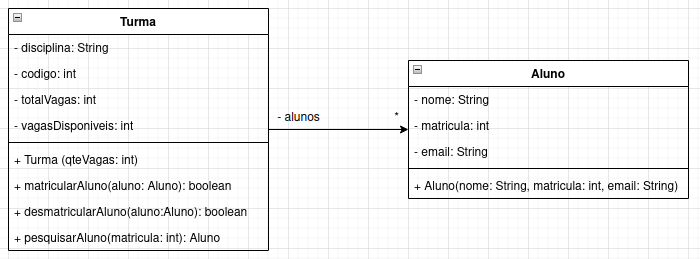 Turma
- disciplina: String
- codigo: int
- totalVagas: int
- vagasDisponiveis: int
+ Turma (qteVagas: int)
+ matricularAluno(aluno: Aluno): boolean
+ desmatricularAluno(aluno:Aluno): boolean
+ pesquisarAluno(matricula: int): Aluno
- alunos
*
Aluno
- nome: String
- matricula: int
- email: String
+ Aluno(nome: String, matricula: int, email: String)